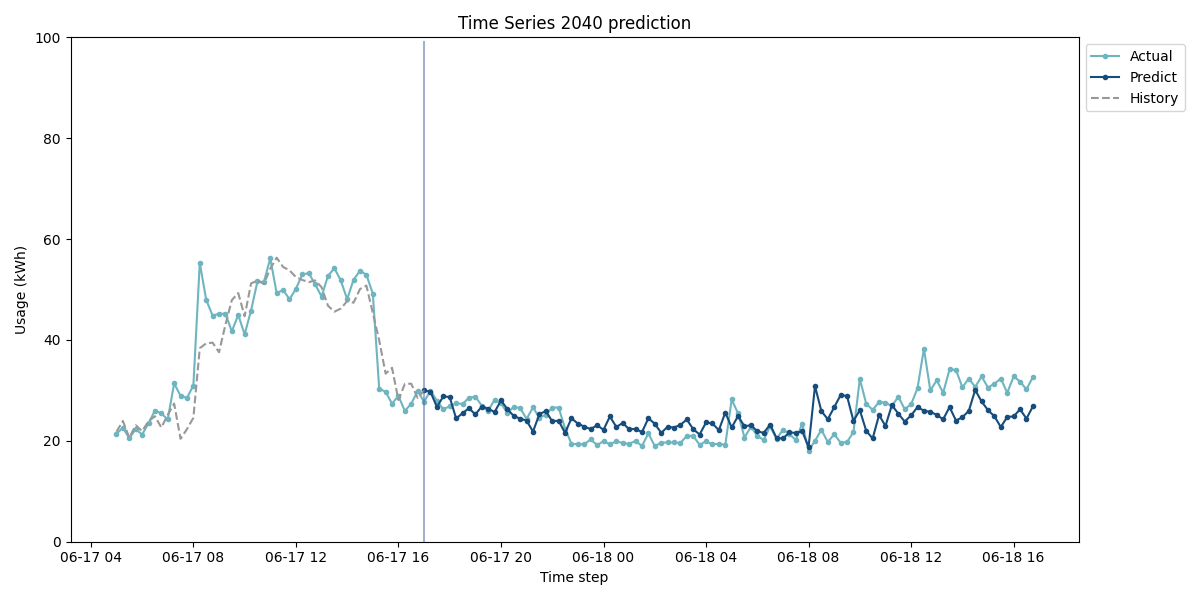 Time Series 2040 prediction
100
80
60
40
20
0
Usage (kWh)
06-17 04
06-17 08
06-17 12
06-17 16
06-17 20
06-18 00
06-18 04
06-18 08
06-18 12
06-18 16
Time step
Actual
Predict
History